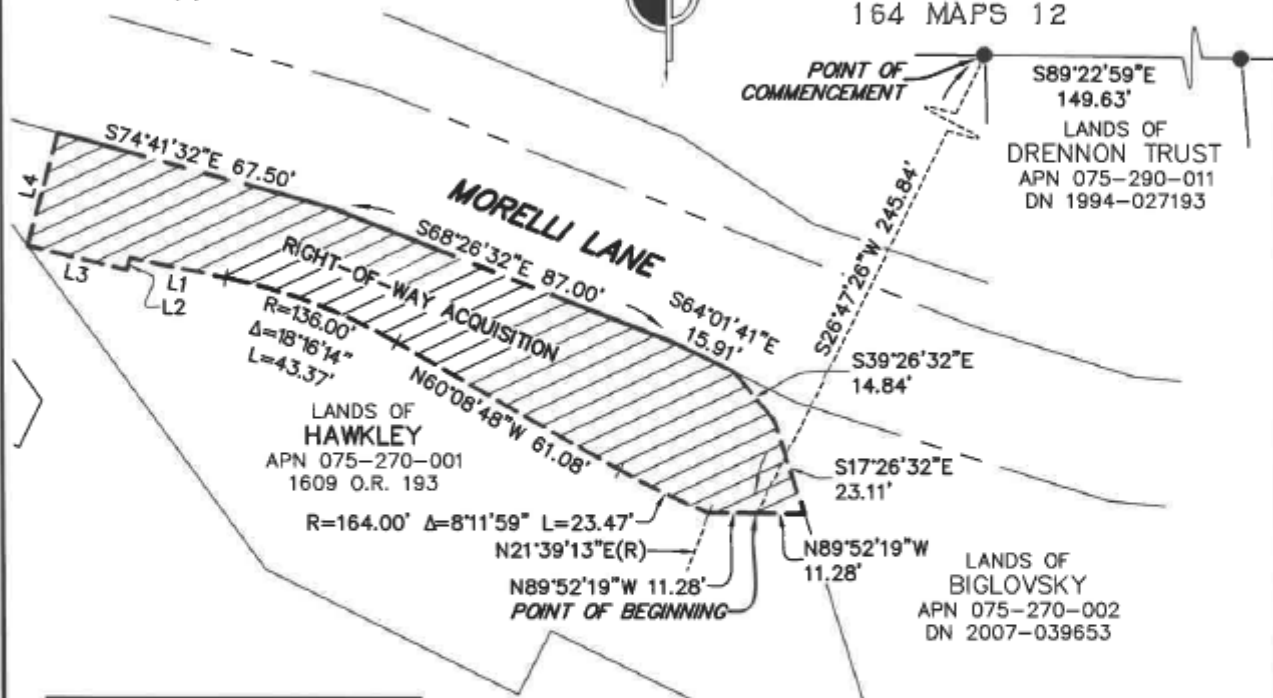 164 MAPS 12
POINT OF
COMMENCEMENT
S89°22'59"E
149.63'
LANDS OF
DRENNON TRUST
APN 075-290-011
DN 1994-027193
S74°41'32"E 67.50'
L4
MORELLI LANE
S26°47'26"W 245.84'
RIGHT-OF-WAY ACQUISITION
S68°26'32"E 87.00'
S64°01'41"E
15.91'
L3
L1
L2
R=136.00'
Δ=18°16'14"
L=43.37'
S39°26'32"E
14.84'
N60°08'48"W 61.08'
LANDS OF
HAWKLEY
APN 075-270-001
1609 O.R. 193
S17°26'32"E
23.11'
R=164.00' Δ=8°11'59" L=23.47'
N21°39'13"E(R)
N89°52'19"W 11.28'
POINT OF BEGINNING
N89°52'19"W
11.28'
LANDS OF
BIGLOVSKY
APN 075-270-002
DN 2007-039653